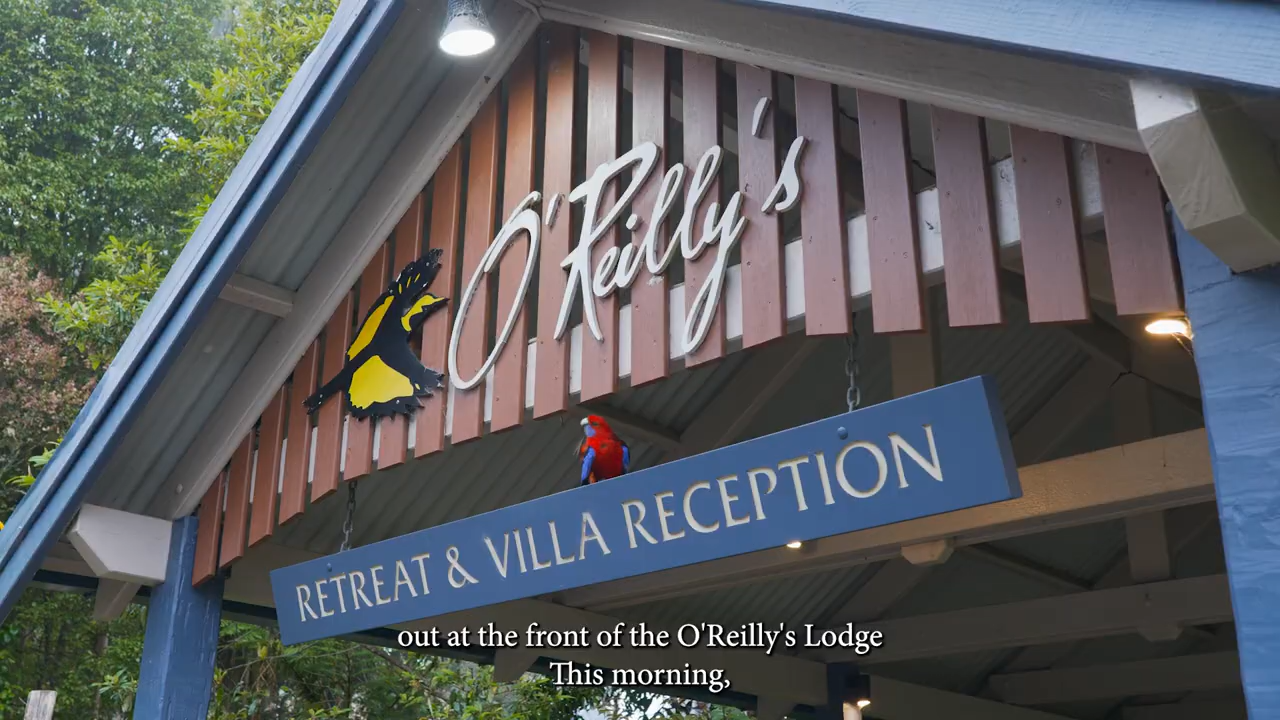 O'Reilly's
RETREAT & VILLA RECEPTION
out at the front of the O'Reilly's Lodge
This morning,